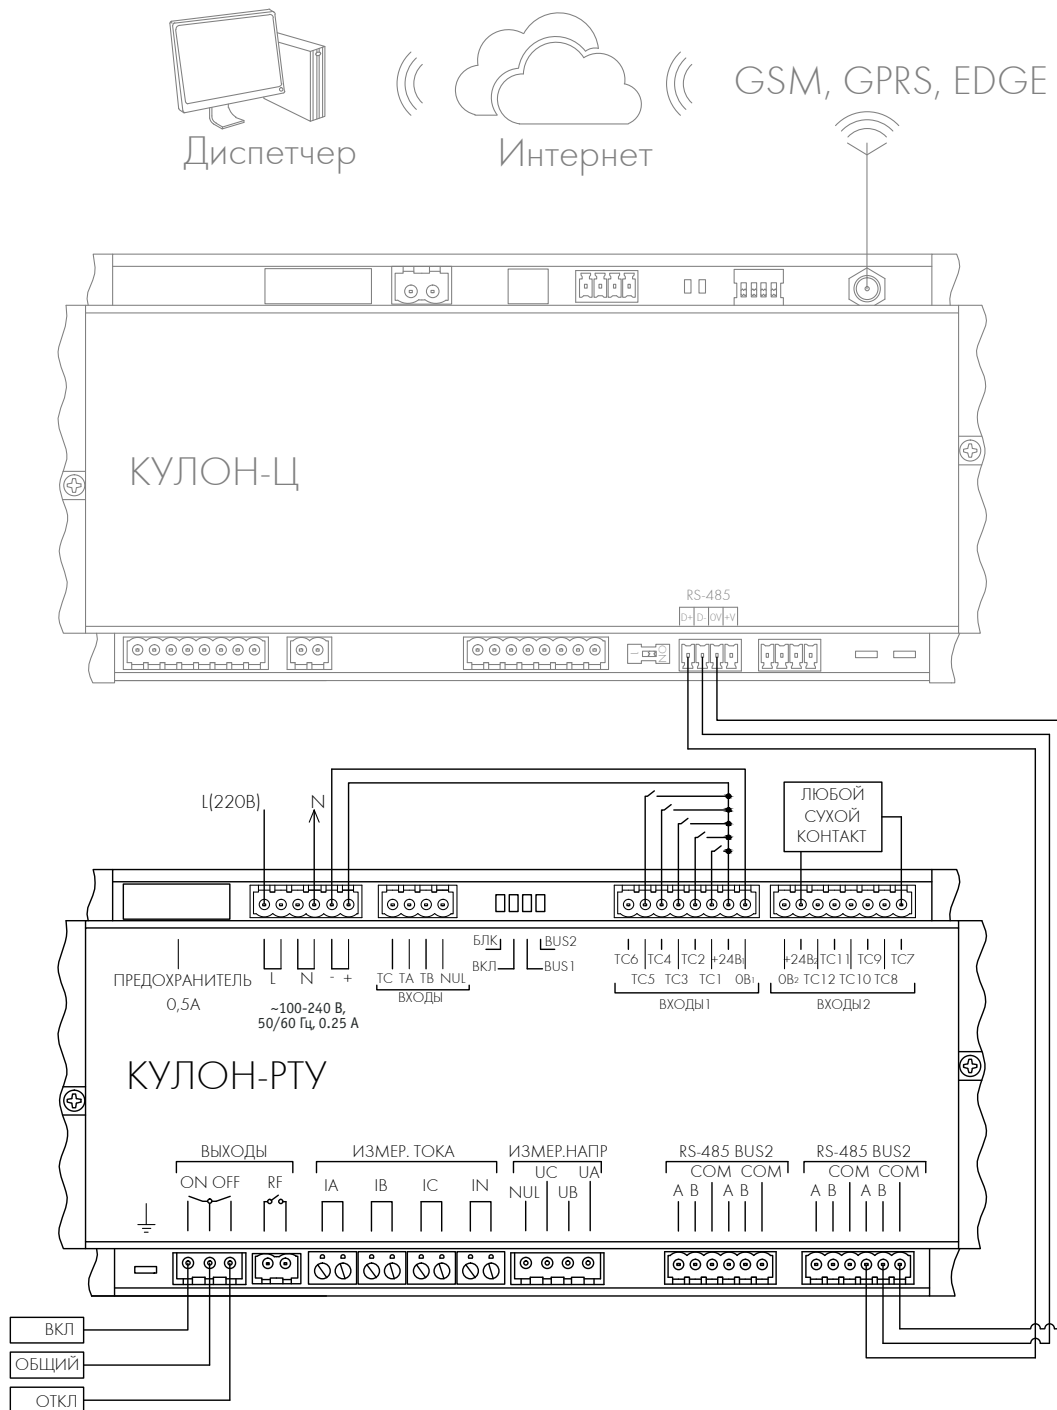 GSM, GPRS, EDGE
Диспетчер
Интернет
КУЛОН-Ц
RS-485
D+ D- 0V +V
1 ON
L(220В) N
ЛЮБОЙ
СУХОЙ
КОНТАКТ
БЛК BUS2
ВКЛ BUS1
ПРЕДОХРАНИТЕЛЬ
0,5А
L N - +
~100-240 В,
50/60 Гц, 0.25 А
TC TA TB NUL
ВХОДЫ
TC6 TC4 TC2 +24В1
TC5 TC3 TC1 0В1
ВХОДЫ1
+24В2 TC11 TC9 TC7
0В2 TC12 TC10 TC8
ВХОДЫ2
КУЛОН-РТУ
ВЫХОДЫ
ON OFF RF
ИЗМЕР. ТОКА
IA IB IC IN
ИЗМЕР.НАПР
UC UA
NUL UB
RS-485 BUS2
COM COM
A B A B
RS-485 BUS2
COM COM
A B A B
ВКЛ
ОБЩИЙ
ОТКЛ